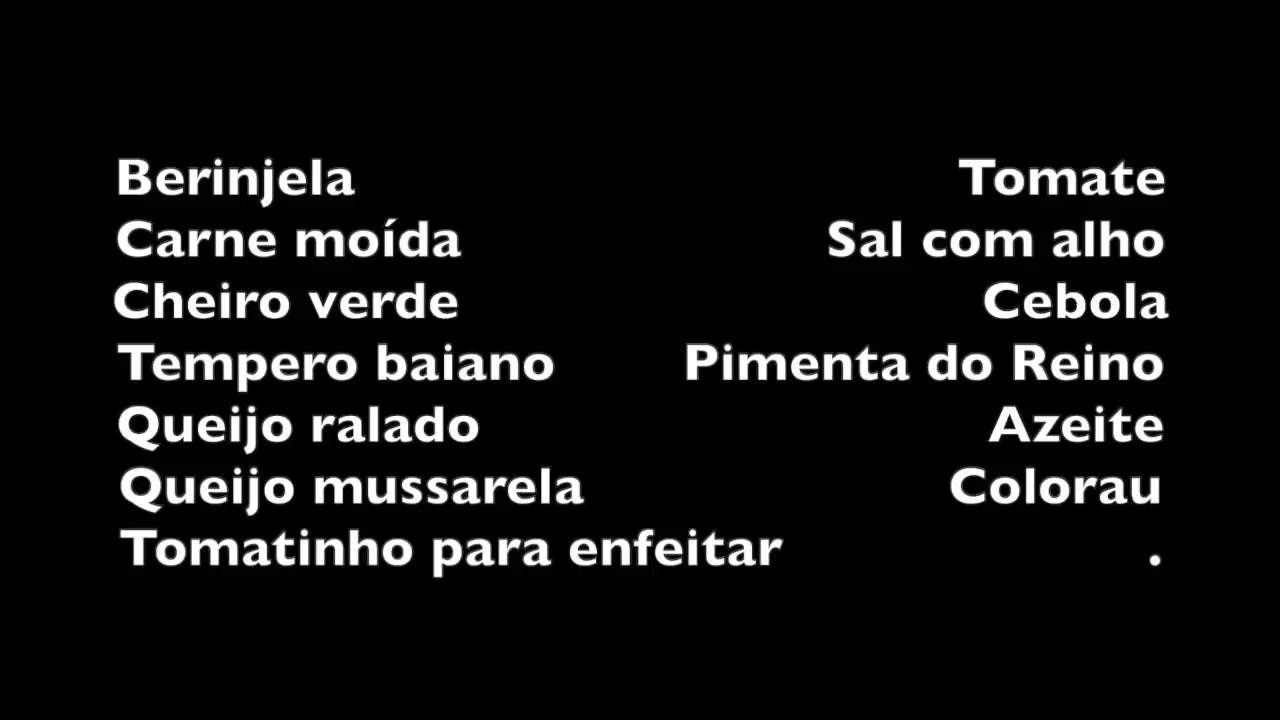 Berinjela Tomate
Carne moída Sal com alho
Cheiro verde Cebola
Tempero baiano Pimenta do Reino
Queijo ralado Azeite
Queijo mussarela Colorau
Tomatinho para enfeitar .